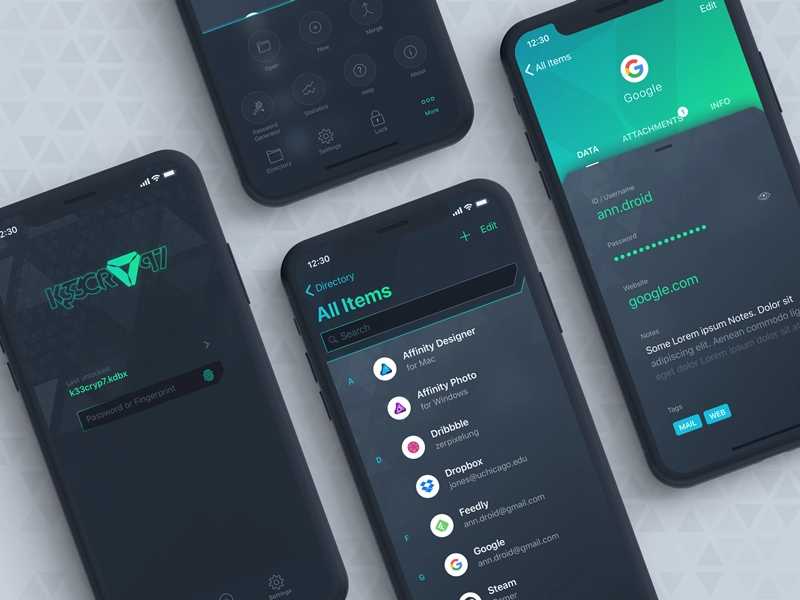 Open
New
Merge
Password
Generator
Statistics
Help
About
Directory
Settings
Lock
More
12:30
All Items
Edit
Google
DATA
ATTACHMENTS
1
INFO
ID / Username
ann.droid
Password
Website
google.com
Notes
Some Lorem ipsum Notes. Dolor sit
adipiscing elit. Aenean commodo
eget dolor Lorem ipsum dolor sit
Tags
MAIL
WEB
2:30
K33CRYP7
Last unlocked:
k33cryp7.kdbx
Password or Fingerprint
Settings
12:30
Edit
Directory
All Items
Search
A
Affinity Designer
for Mac
Affinity Photo
for Windows
D
Dribbble
zerpixelung
Dropbox
jones@uchicago.edu
F
Feedly
ann.droid@gmail.com
G
Google
ann.droid@gmail.com
Steam